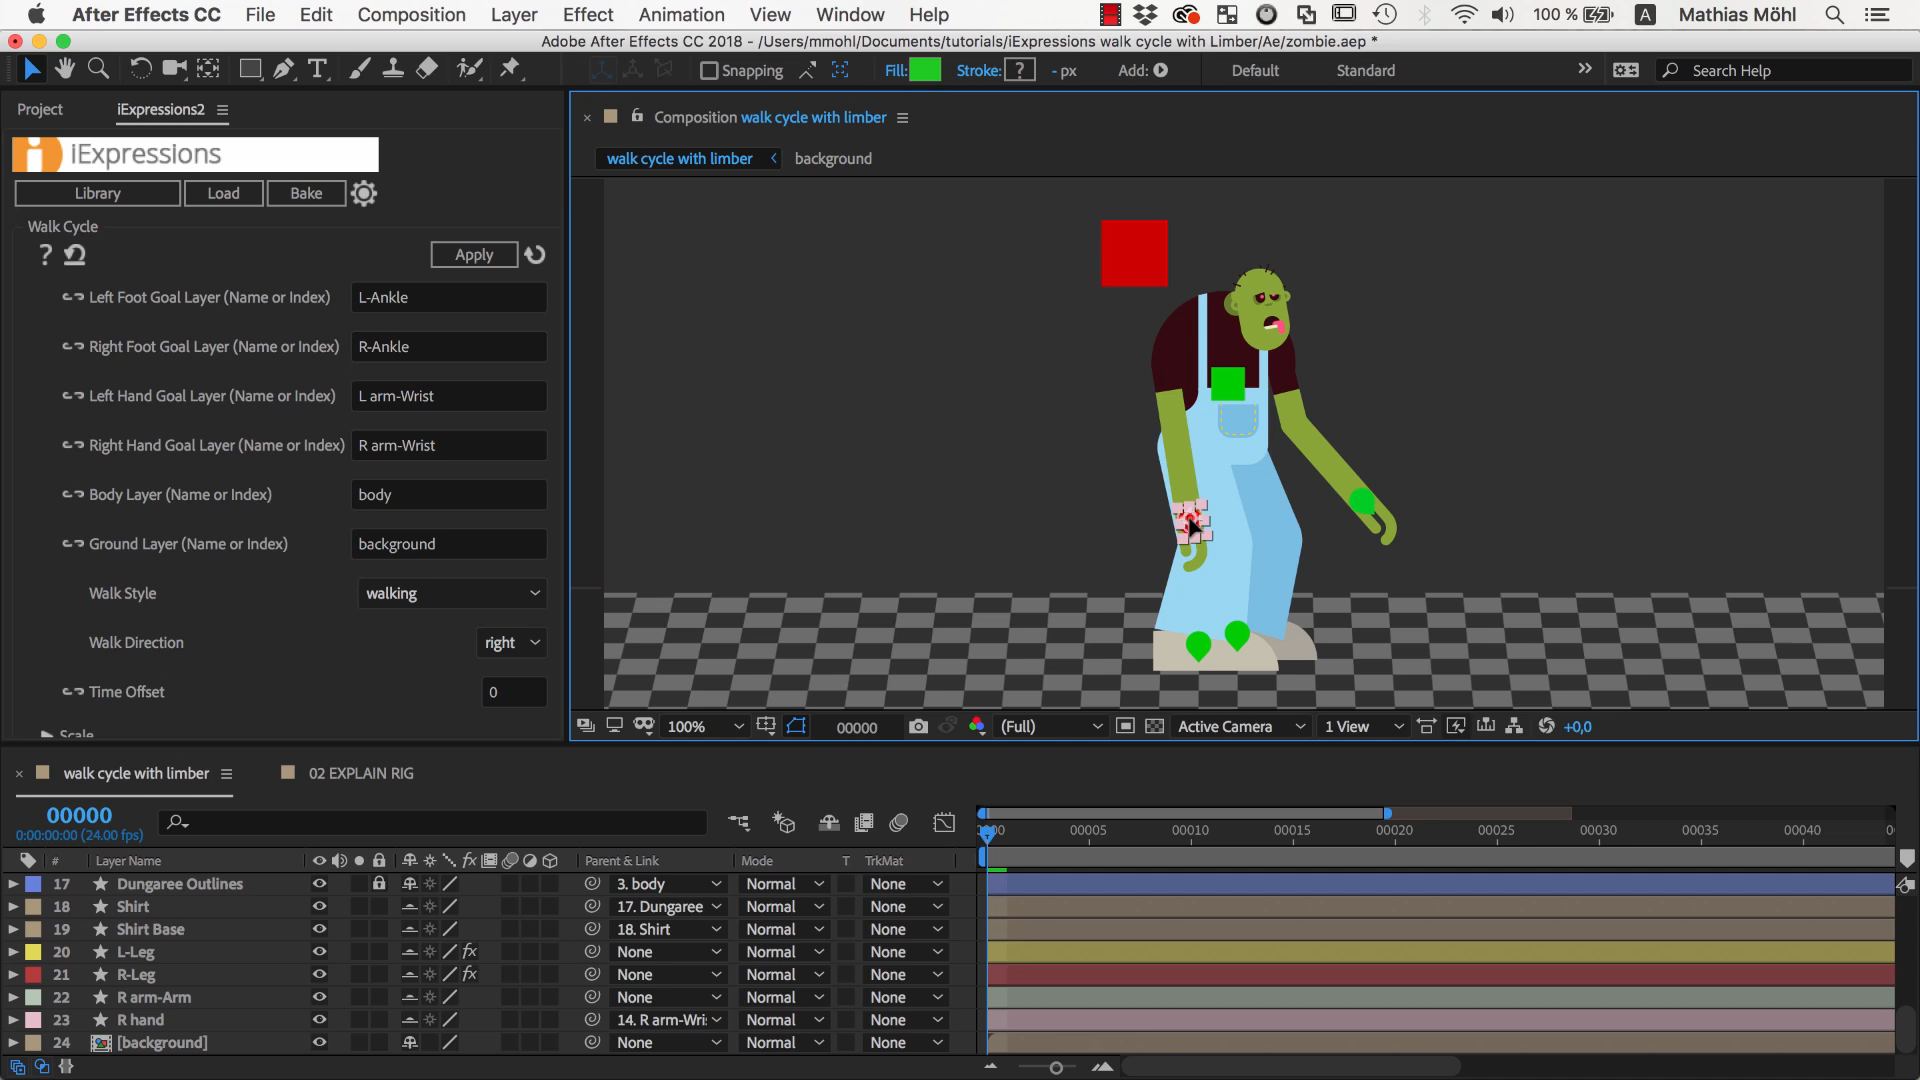 After Effects CC File Edit Composition Layer Effect Animation View Window Help 100 % A Mathias Möhl
Adobe After Effects CC 2018 - /Users/mmohl/Documents/tutorials/iExpressions walk cycle with Limber/Ae/zombie.aep *
Snapping Fill: Stroke: ? - px Add: Default Standard Search Help
Project iExpressions2
× Composition walk cycle with limber
iExpressions
walk cycle with limber background
Library Load Bake
Walk Cycle
? Apply
Left Foot Goal Layer (Name or Index) L-Ankle
Right Foot Goal Layer (Name or Index) R-Ankle
Left Hand Goal Layer (Name or Index) L arm-Wrist
Right Hand Goal Layer (Name or Index) R arm-Wrist
Body Layer (Name or Index) body
Ground Layer (Name or Index) background
Walk Style walking
Walk Direction right
Time Offset 0
Scale
100% 00000 (Full) Active Camera 1 View +0,0
× walk cycle with limber 02 EXPLAIN RIG
00000
0:00:00:00 (24.00 fps)
00005 00010 00015 00020 00025 00030 00035 00040
# Layer Name fx Parent & Link Mode T TrkMat
17 Dungaree Outlines 3. body Normal None
18 Shirt 17. Dungaree Normal None
19 Shirt Base 18. Shirt Normal None
20 L-Leg fx None Normal None
21 R-Leg fx None Normal None
22 R arm-Arm None Normal None
23 R hand 14. R arm-Wri Normal None
24 [background] None Normal None